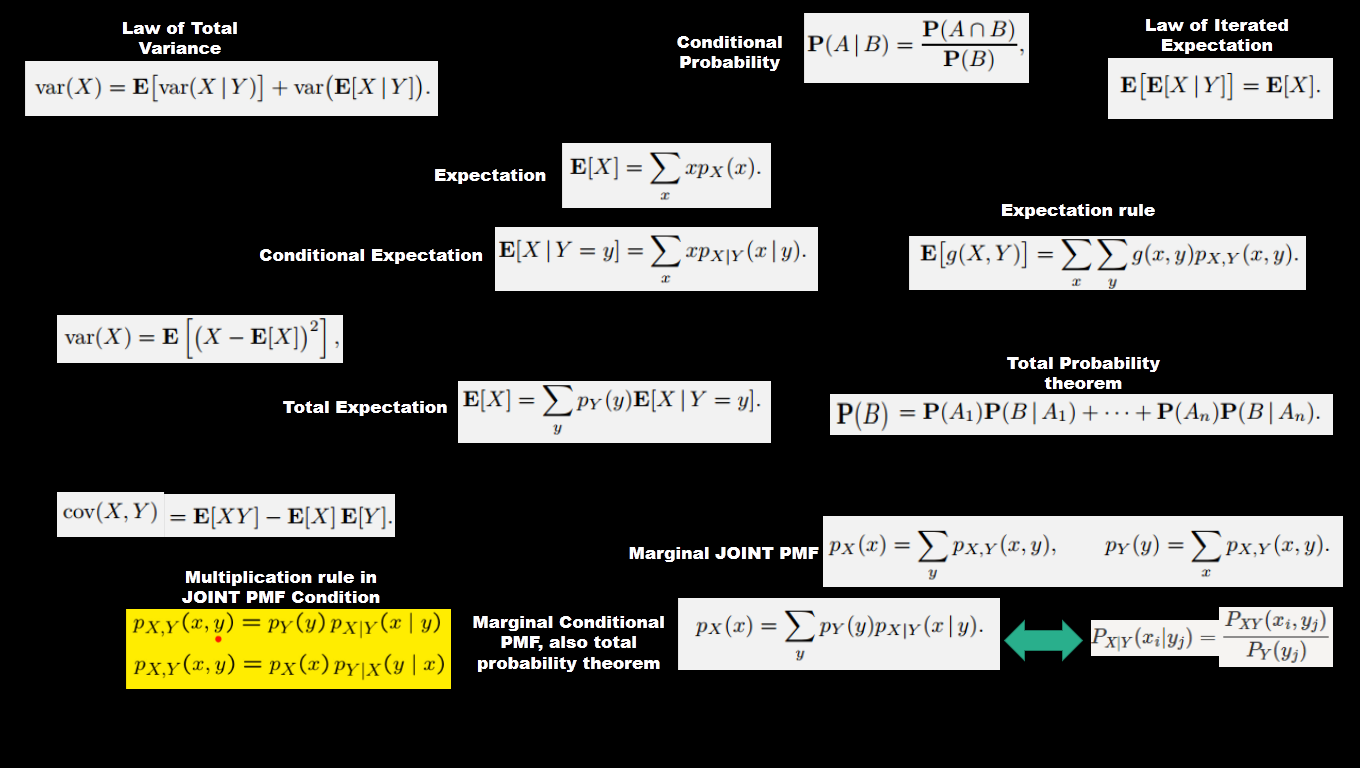 Law of Total
Variance
var(X) = E[var(X | Y)] + var(E[X | Y]).
Conditional
Probability
P(A | B) = P(A ∩ B) / P(B),
Law of Iterated
Expectation
E[E[X | Y]] = E[X].
Expectation
E[X] = ∑_x xp_X(x).
Conditional Expectation
E[X | Y = y] = ∑_x xp_{X|Y}(x | y).
Expectation rule
E[g(X, Y)] = ∑_x ∑_y g(x, y)p_{X,Y}(x, y).
var(X) = E[(X − E[X])^2],
Total Expectation
E[X] = ∑_y p_Y(y)E[X | Y = y].
Total Probability
theorem
P(B) = P(A_1)P(B | A_1) + ··· + P(A_n)P(B | A_n).
cov(X, Y) = E[XY] − E[X] E[Y].
Marginal JOINT PMF
p_X(x) = ∑_y p_{X,Y}(x, y), p_Y(y) = ∑_x p_{X,Y}(x, y).
Multiplication rule in
JOINT PMF Condition
p_{X,Y}(x, y) = p_Y(y) p_{X|Y}(x | y)
p_{X,Y}(x, y) = p_X(x) p_{Y|X}(y | x)
Marginal Conditional
PMF, also total
probability theorem
p_X(x) = ∑_y p_Y(y)p_{X|Y}(x | y).
P_{X|Y}(x_i|y_j) = P_{XY}(x_i, y_j) / P_Y(y_j)